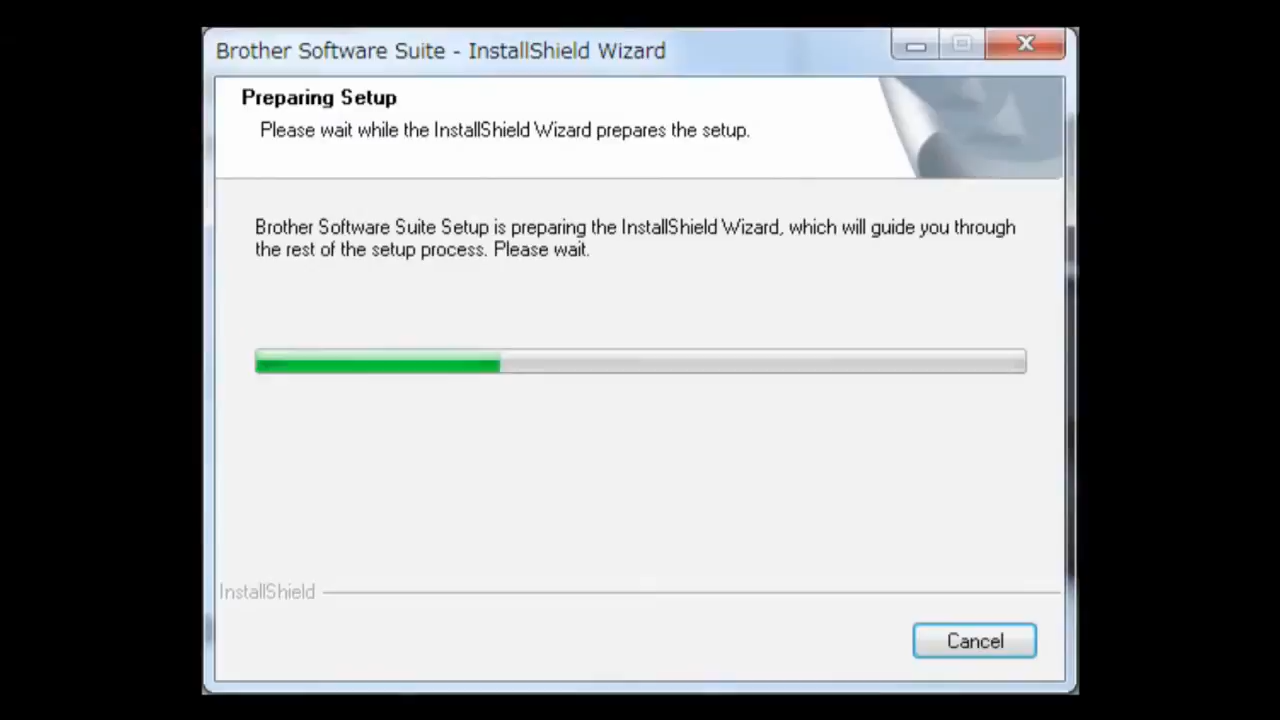 Brother Software Suite - InstallShield Wizard
Preparing Setup
Please wait while the InstallShield Wizard prepares the setup.
Brother Software Suite Setup is preparing the InstallShield Wizard, which will guide you through
the rest of the setup process. Please wait.
InstallShield
Cancel